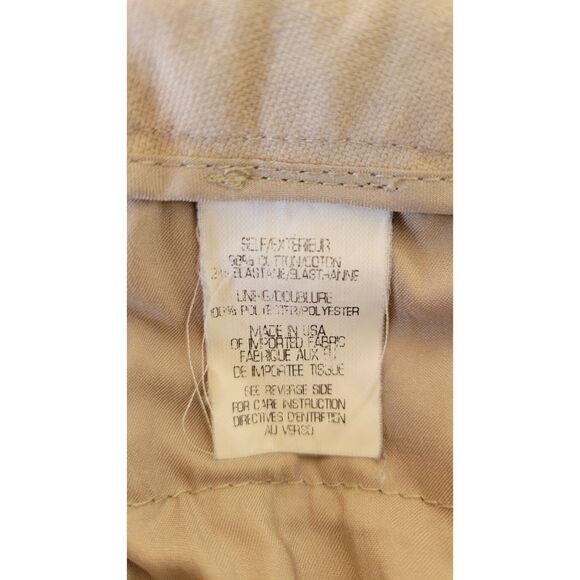 SELF/EXTÉRIEUR
98% COTTON/COTON
2% ELASTANE/ELASTHANNE
LINING/DOUBLURE
100% POLYESTER/POLYESTER
MADE IN USA
OF IMPORTED FABRIC
FABRIQUE AUX
DE IMPORTEE TISSUE
SEE REVERSE SIDE
FOR CARE INSTRUCTION
DIRECTIVES D'ENTRETIEN
AU VERSO